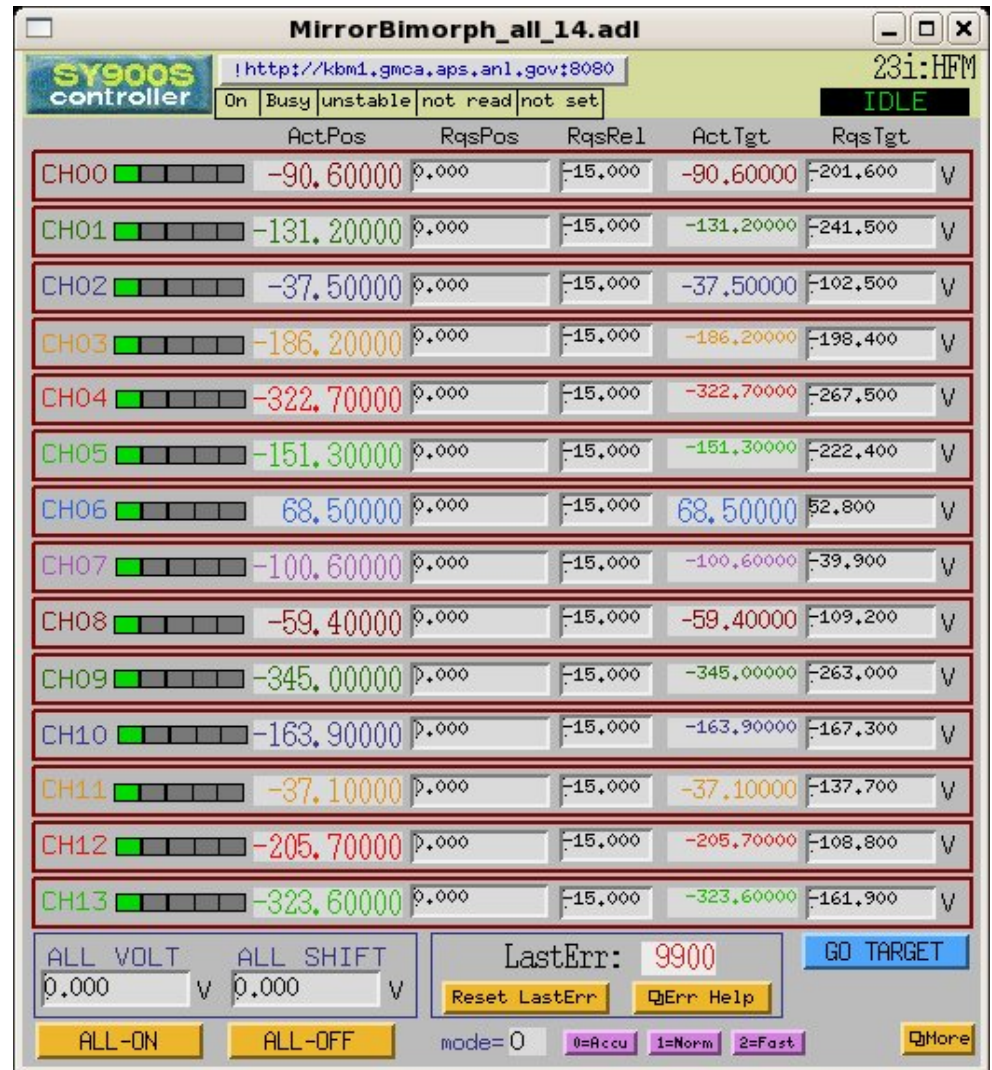 MirrorBimorph_all_14.adl
SY900S controller !http://kbm1.gmca.aps.anl.gov:8080 23i:HFM
On Busy unstable not read not set IDLE
ActPos RqsPos RqsRel ActTgt RqsTgt
CH00 -90.60000 0.000 -15.000 -90.60000 -201.600 V
CH01 -131.20000 0.000 -15.000 -131.20000 -241.500 V
CH02 -37.50000 0.000 -15.000 -37.50000 -102.500 V
CH03 -186.20000 0.000 -15.000 -186.20000 -198.400 V
CH04 -322.70000 0.000 -15.000 -322.70000 -267.500 V
CH05 -151.30000 0.000 -15.000 -151.30000 -222.400 V
CH06 68.50000 0.000 -15.000 68.50000 52.800 V
CH07 -100.60000 0.000 -15.000 -100.60000 -39.900 V
CH08 -59.40000 0.000 -15.000 -59.40000 -109.200 V
CH09 -345.00000 0.000 -15.000 -345.00000 -263.000 V
CH10 -163.90000 0.000 -15.000 -163.90000 -167.300 V
CH11 -37.10000 0.000 -15.000 -37.10000 -137.700 V
CH12 -205.70000 0.000 -15.000 -205.70000 -108.800 V
CH13 -323.60000 0.000 -15.000 -323.60000 -161.900 V
ALL VOLT ALL SHIFT LastErr: 9900 GO TARGET
0.000 V 0.000 V Reset LastErr Err Help
ALL-ON ALL-OFF mode= 0 0=Accu 1=Norm 2=Fast More